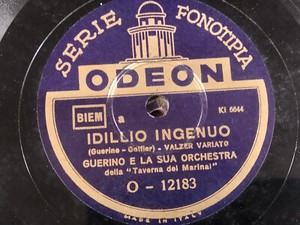 SERIE FONOTIPIA
ODEON
BIEM
a
Ki 6644
IDILLIO INGENUO
(Guerino - Colfier) - VALZER VARIATO
GUERINO E LA SUA ORCHESTRA
della "Taverna dei Marinai"
O - 12183
MADE IN ITALY